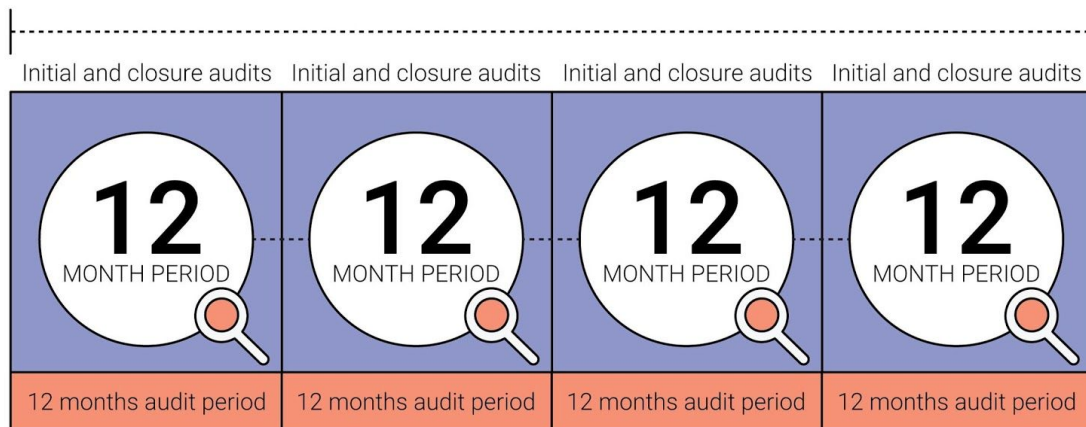 Initial and closure audits Initial and closure audits Initial and closure audits Initial and closure audits
12 12 12 12
MONTH PERIOD MONTH PERIOD MONTH PERIOD MONTH PERIOD
12 months audit period 12 months audit period 12 months audit period 12 months audit period